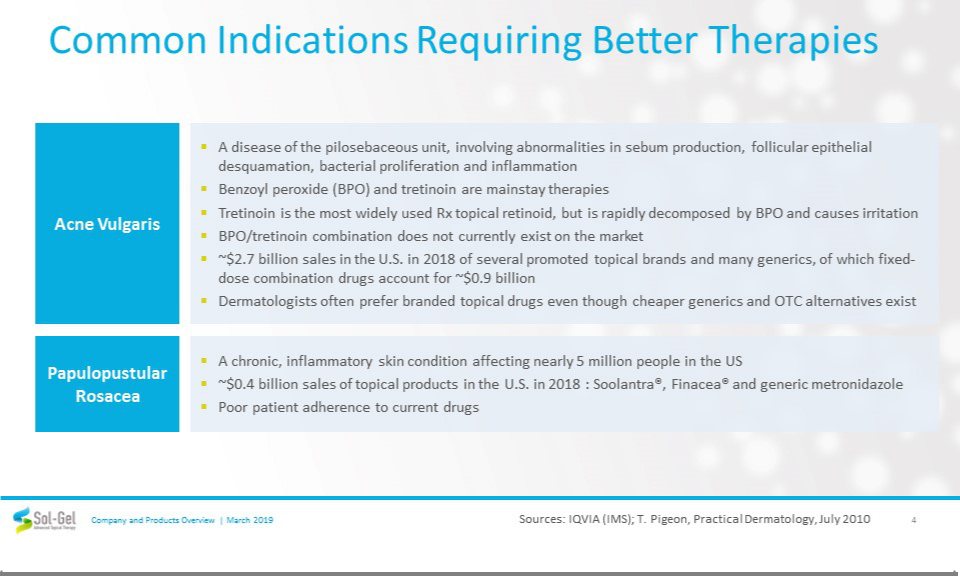 Common Indications Requiring Better Therapies
Acne Vulgaris
▪ A disease of the pilosebaceous unit, involving abnormalities in sebum production, follicular epithelial
desquamation, bacterial proliferation and inflammation
▪ Benzoyl peroxide (BPO) and tretinoin are mainstay therapies
▪ Tretinoin is the most widely used Rx topical retinoid, but is rapidly decomposed by BPO and causes irritation
▪ BPO/tretinoin combination does not currently exist on the market
▪ ~$2.7 billion sales in the U.S. in 2018 of several promoted topical brands and many generics, of which fixed-
dose combination drugs account for ~$0.9 billion
▪ Dermatologists often prefer branded topical drugs even though cheaper generics and OTC alternatives exist
Papulopustular
Rosacea
▪ A chronic, inflammatory skin condition affecting nearly 5 million people in the US
▪ ~$0.4 billion sales of topical products in the U.S. in 2018 : Soolantra®, Finacea® and generic metronidazole
▪ Poor patient adherence to current drugs
Sol-Gel
Advanced Topical Therapy
Company and Products Overview | March 2019
Sources: IQVIA (IMS); T. Pigeon, Practical Dermatology, July 2010
4